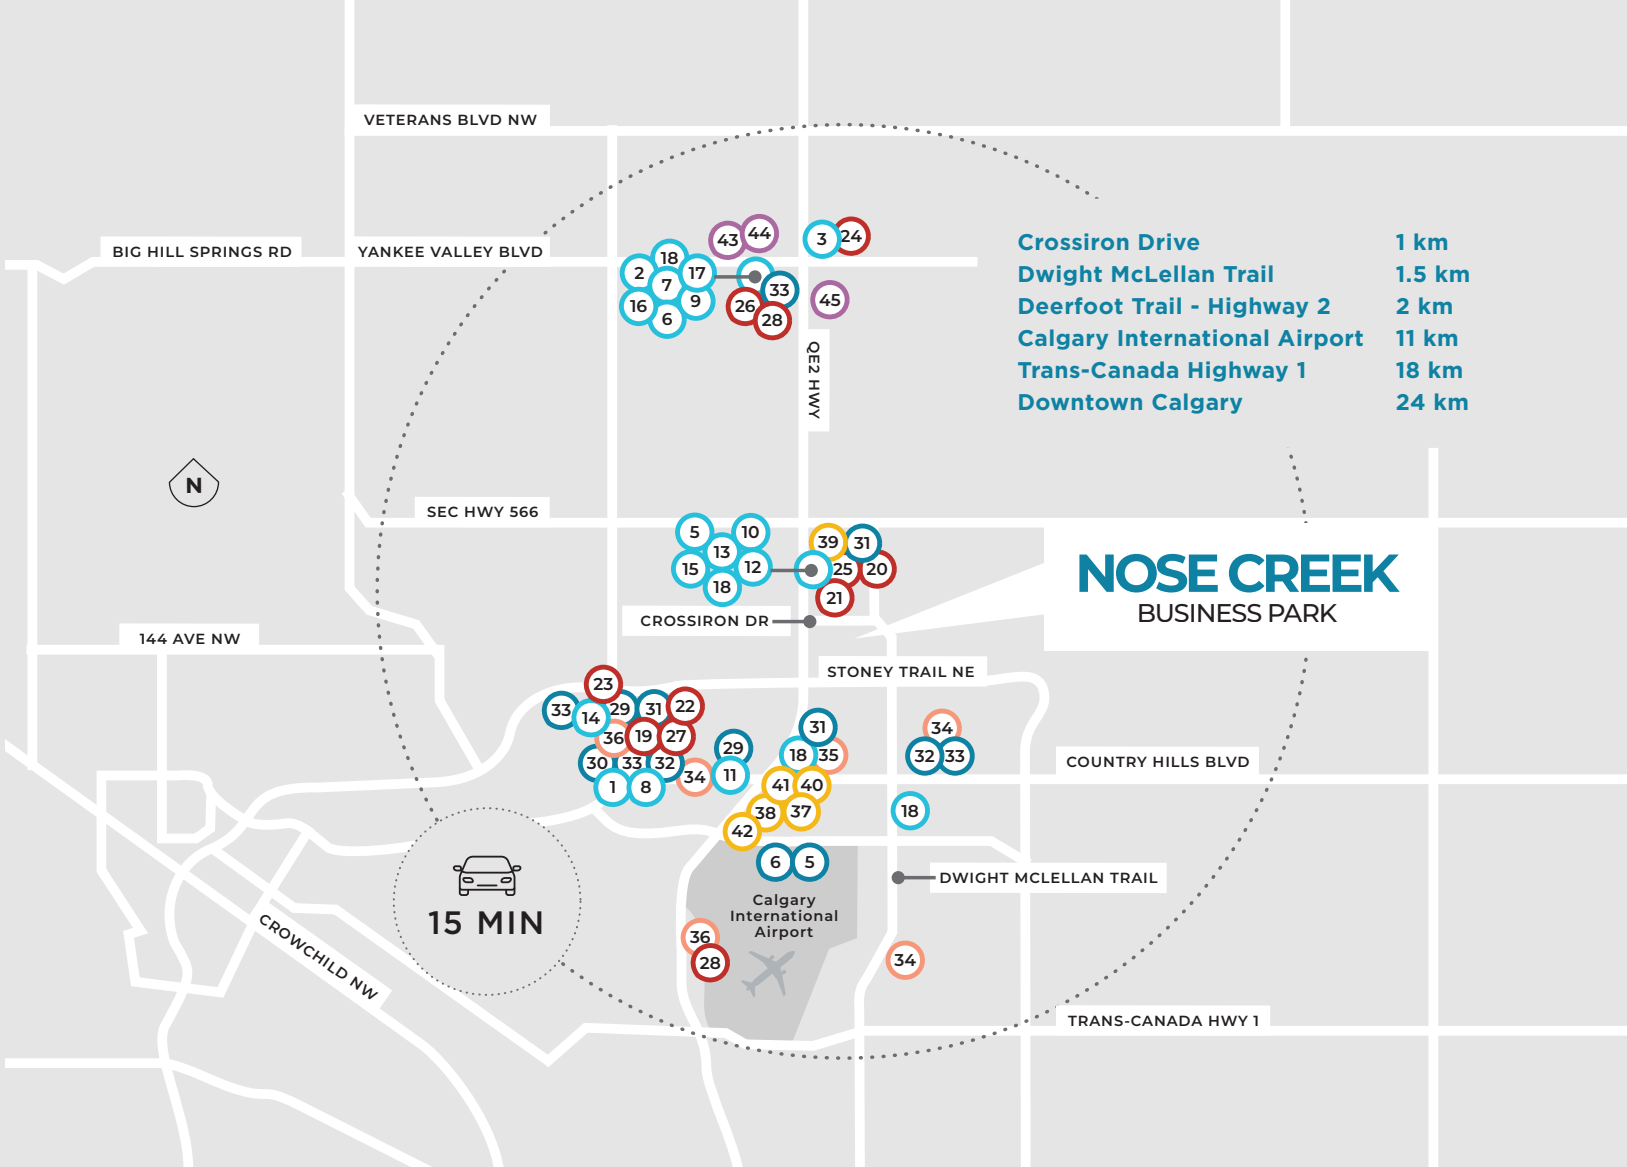 VETERANS BLVD NW
43
44
3
24
BIG HILL SPRINGS RD
YANKEE VALLEY BLVD
18
2
17
7
16
9
6
33
26
28
45
QE2 HWY
Crossiron Drive 1 km
Dwight McLellan Trail 1.5 km
Deerfoot Trail - Highway 2 2 km
Calgary International Airport 11 km
Trans-Canada Highway 1 18 km
Downtown Calgary 24 km
N
SEC HWY 566
5
10
13
15
12
18
39
31
25
20
21
NOSE CREEK
BUSINESS PARK
CROSSIRON DR
144 AVE NW
STONEY TRAIL NE
23
33
14
29
31
22
36
19
27
30
33
32
34
1
8
29
11
31
18
35
41
40
38
37
42
34
32
33
COUNTRY HILLS BLVD
18
6
5
DWIGHT MCLELLAN TRAIL
Calgary
International
Airport
15 MIN
CROWCHILD NW
36
28
34
TRANS-CANADA HWY 1